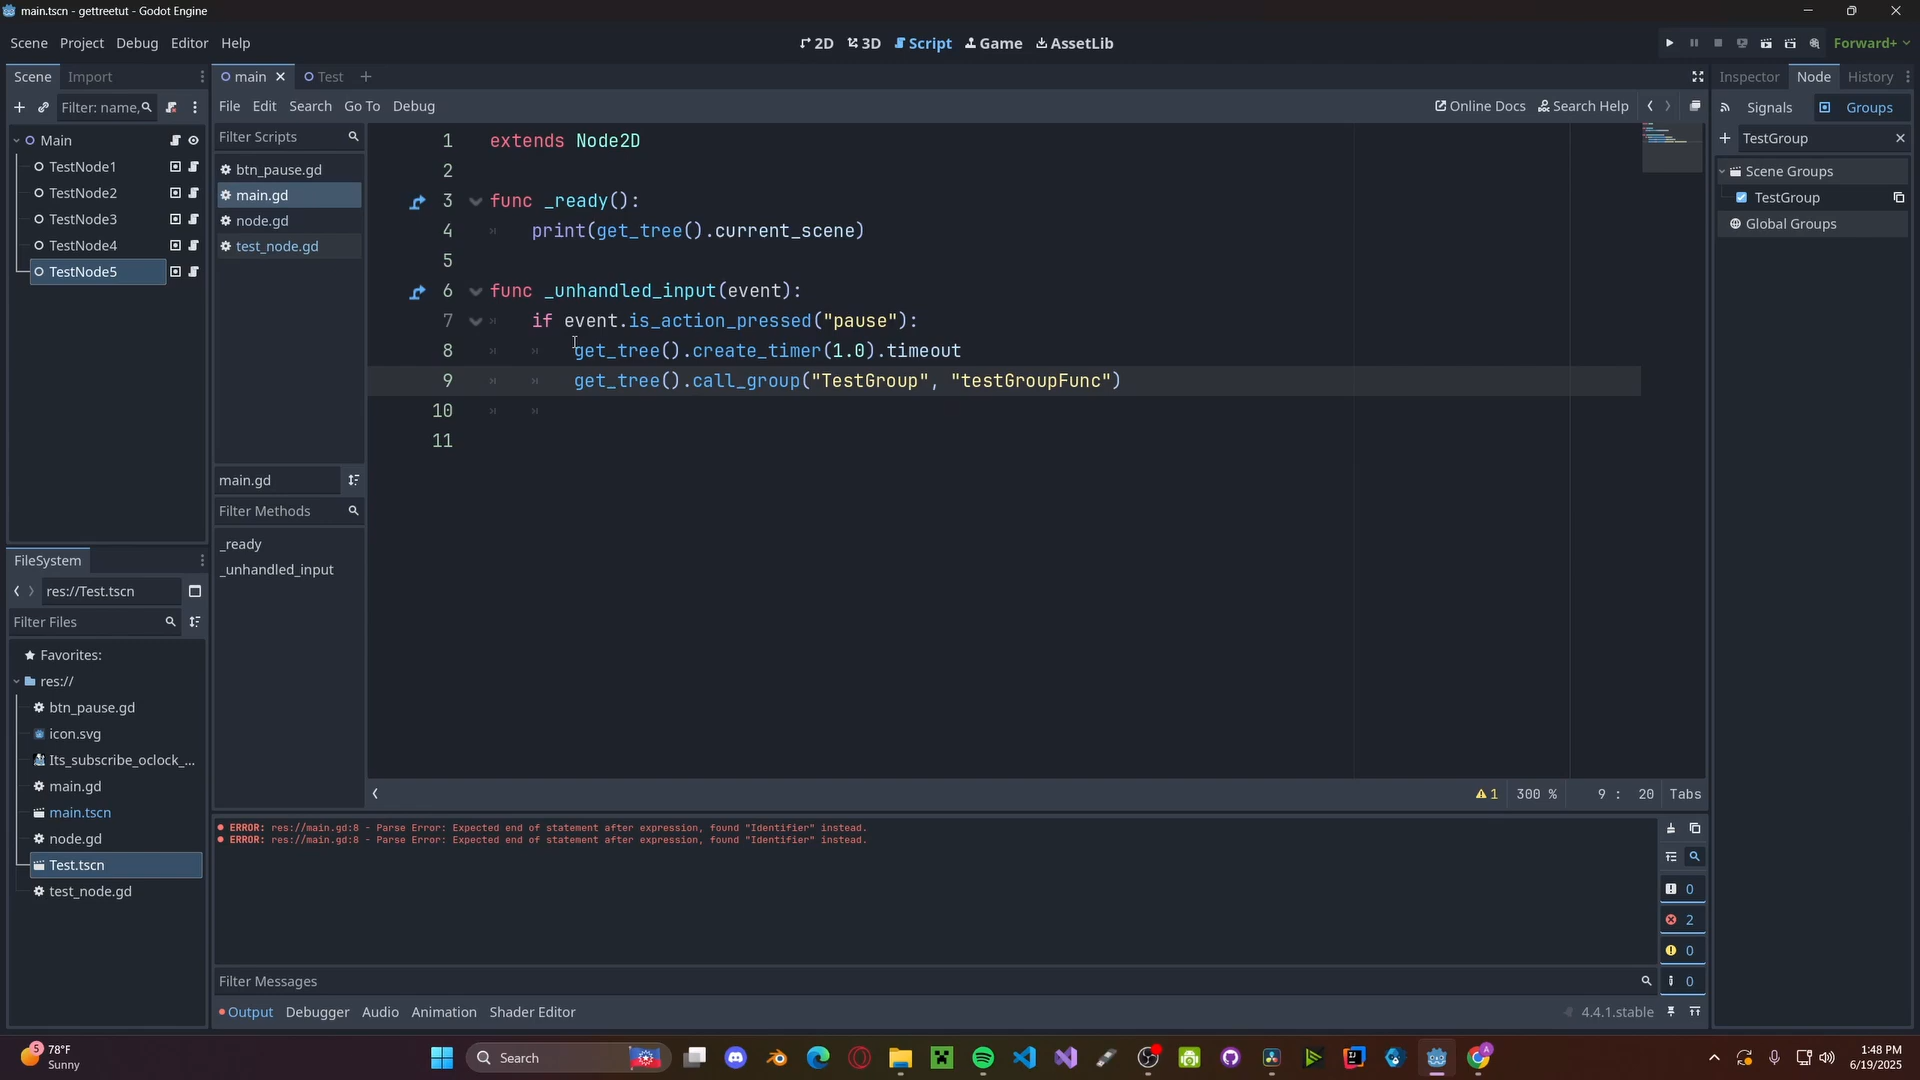 main.tscn - gettreetut - Godot Engine
Scene Project Debug Editor Help
2D 3D Script Game AssetLib
Forward+
Scene Import
main Test
Inspector Node History
Filter: name,
File Edit Search Go To Debug
Online Docs Search Help
Signals Groups
Main
TestNode1
TestNode2
TestNode3
TestNode4
TestNode5
Filter Scripts
btn_pause.gd
main.gd
node.gd
test_node.gd
main.gd
Filter Methods
_ready
_unhandled_input
1 extends Node2D
2
3 func _ready():
4 print(get_tree().current_scene)
5
6 func _unhandled_input(event):
7 if event.is_action_pressed("pause"):
8 get_tree().create_timer(1.0).timeout
9 get_tree().call_group("TestGroup", "testGroupFunc")
10
11
1 300 % 9 : 20 Tabs
TestGroup
Scene Groups
TestGroup
Global Groups
FileSystem
res://Test.tscn
Filter Files
Favorites:
res://
btn_pause.gd
icon.svg
Its_subscribe_oclock_...
main.gd
main.tscn
node.gd
Test.tscn
test_node.gd
ERROR: res://main.gd:8 - Parse Error: Expected end of statement after expression, found "Identifier" instead.
ERROR: res://main.gd:8 - Parse Error: Expected end of statement after expression, found "Identifier" instead.
0
2
0
0
Filter Messages
Output Debugger Audio Animation Shader Editor
4.4.1.stable
5 78°F
Sunny
Search
1:48 PM
6/19/2025